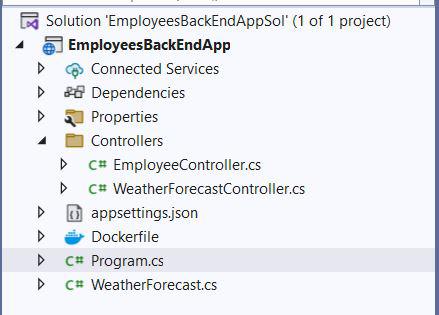 Solution 'EmployeesBackEndAppSol' (1 of 1 project)
EmployeesBackEndApp
Connected Services
Dependencies
Properties
Controllers
C# EmployeeController.cs
C# WeatherForecastController.cs
appsettings.json
Dockerfile
C# Program.cs
C# WeatherForecast.cs